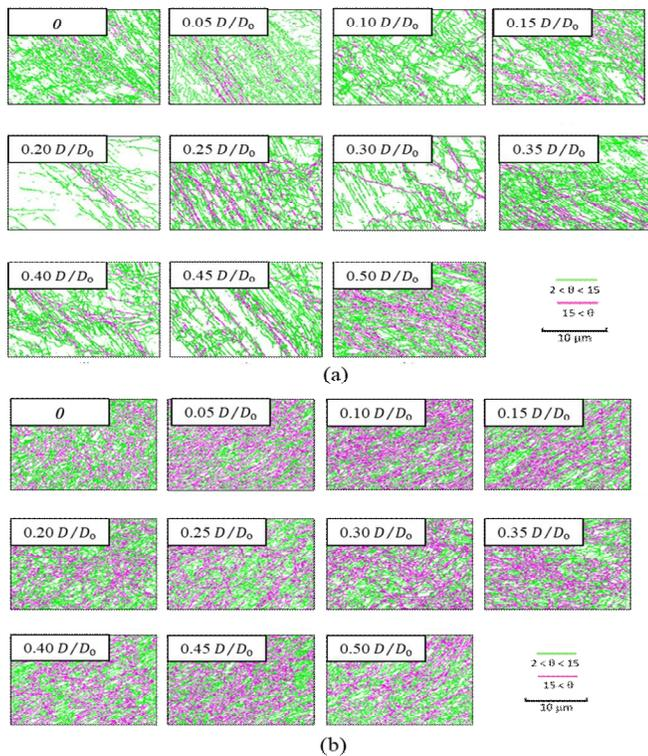 0 0.05 D/D₀ 0.10 D/D₀ 0.15 D/D₀
0.20 D/D₀ 0.25 D/D₀ 0.30 D/D₀ 0.35 D/D₀
0.40 D/D₀ 0.45 D/D₀ 0.50 D/D₀
2 < θ < 15
15 < θ
10 μm
(a)
0 0.05 D/D₀ 0.10 D/D₀ 0.15 D/D₀
0.20 D/D₀ 0.25 D/D₀ 0.30 D/D₀ 0.35 D/D₀
0.40 D/D₀ 0.45 D/D₀ 0.50 D/D₀
2 < θ < 15
15 < θ
10 μm
(b)